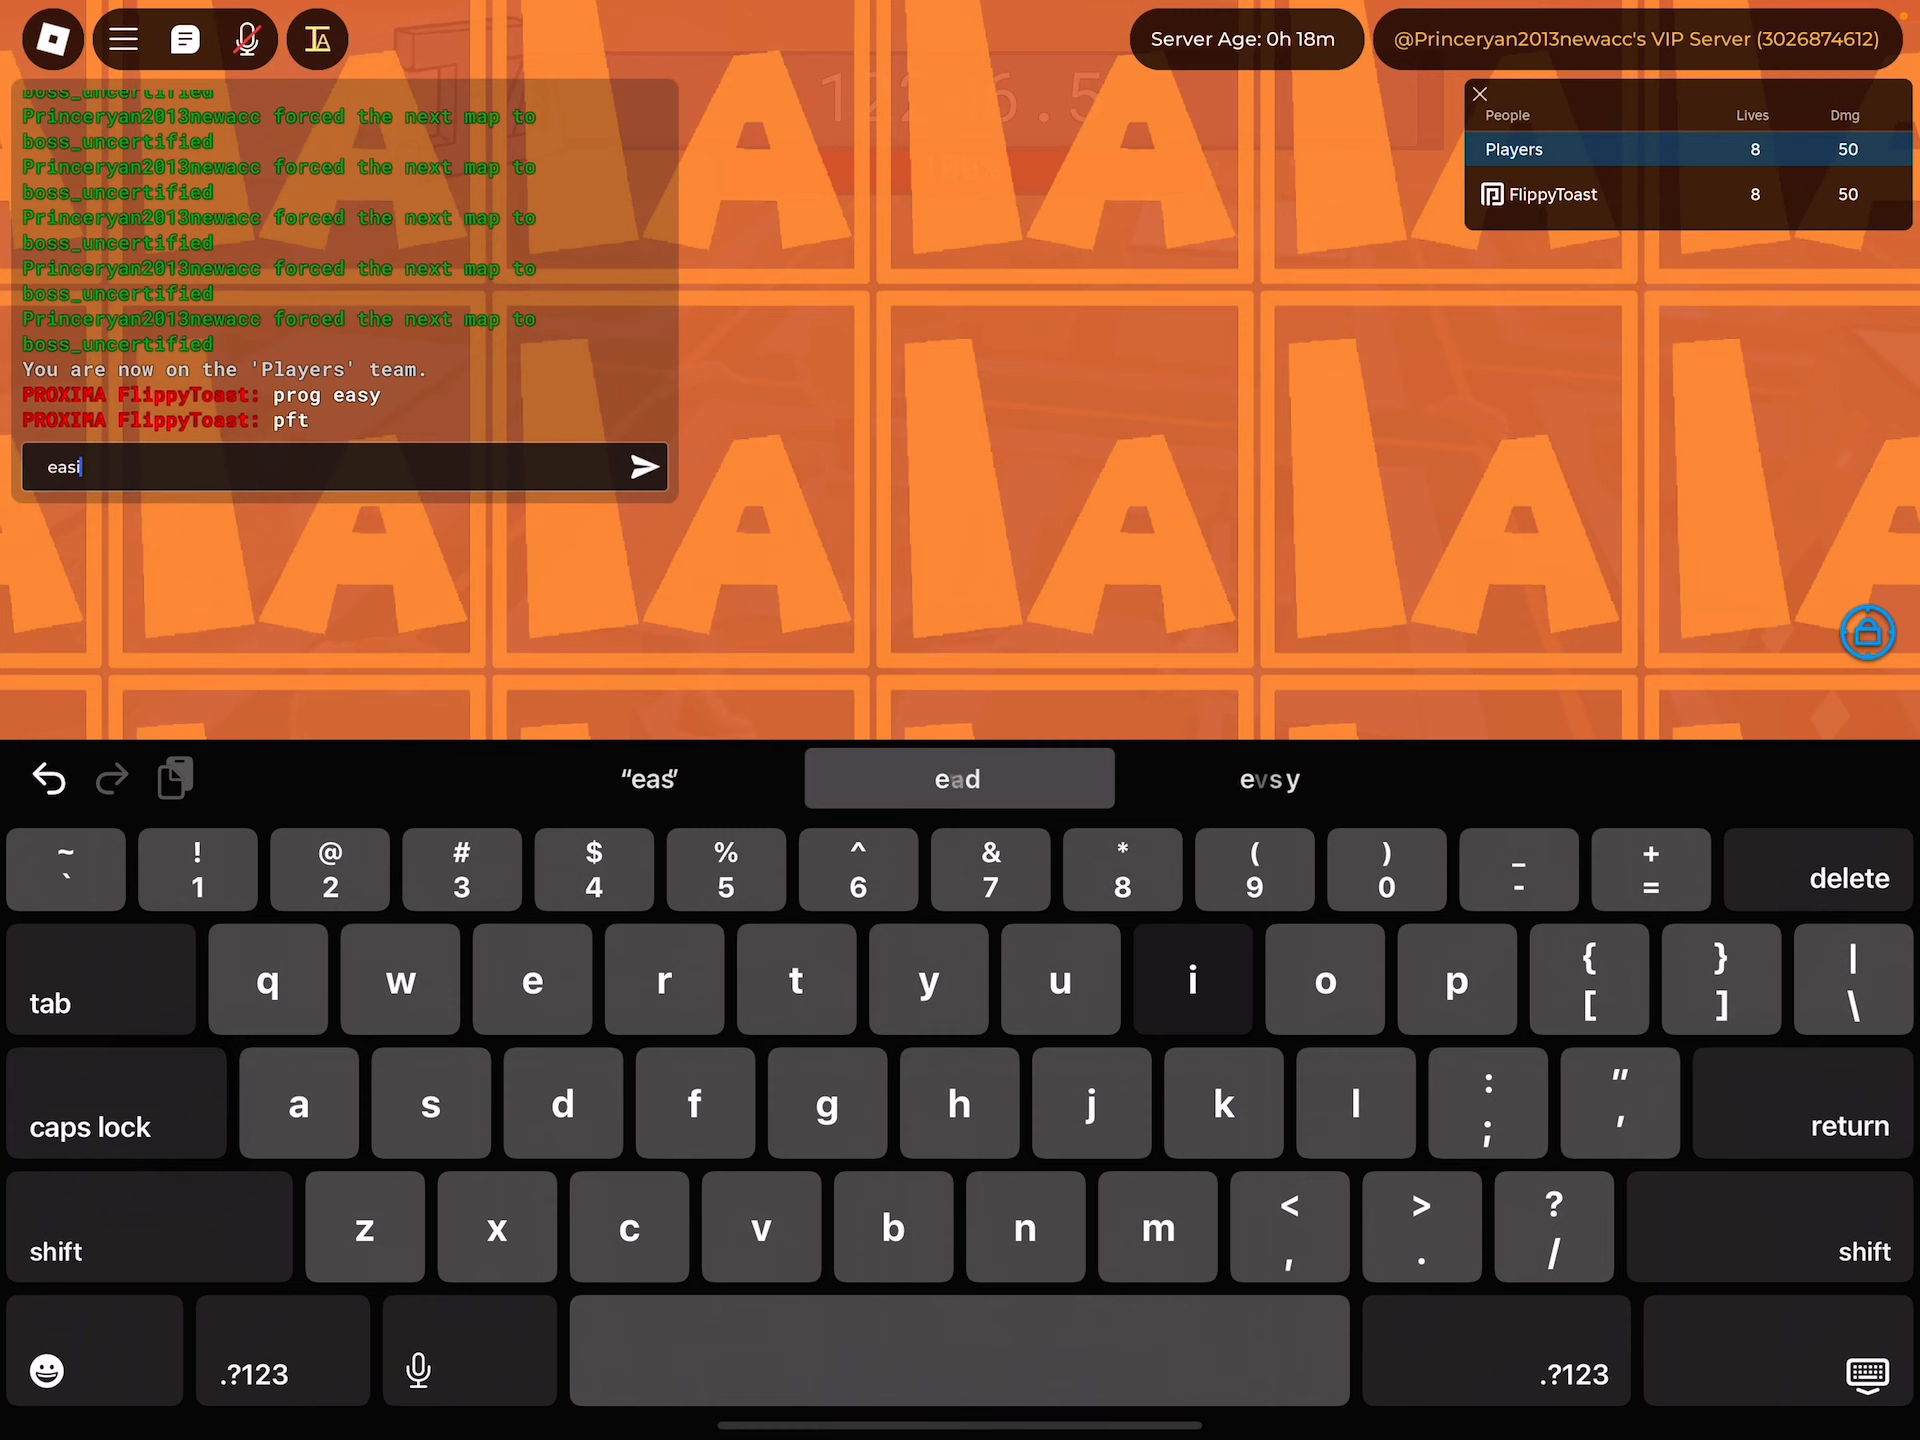 Server Age: 0h 18m
@Princeryan2013newacc's VIP Server (3026874612)
boss_uncertified
Princeryan2013newacc forced the next map to
boss_uncertified
Princeryan2013newacc forced the next map to
boss_uncertified
Princeryan2013newacc forced the next map to
boss_uncertified
Princeryan2013newacc forced the next map to
boss_uncertified
Princeryan2013newacc forced the next map to
boss_uncertified
You are now on the 'Players' team.
PROXIMA FlippyToast: prog easy
PROXIMA FlippyToast: pft
easi
People Lives Dmg
Players 8 50
FlippyToast 8 50
~ ! @ # $ % ^ & * ( ) _ +
` 1 2 3 4 5 6 7 8 9 0 - = delete
tab q w e r t y u i o p { [ } ] | \
caps lock a s d f g h j k l : ; " ' return
shift z x c v b n m < , > . ? / shift
.?123 .?123